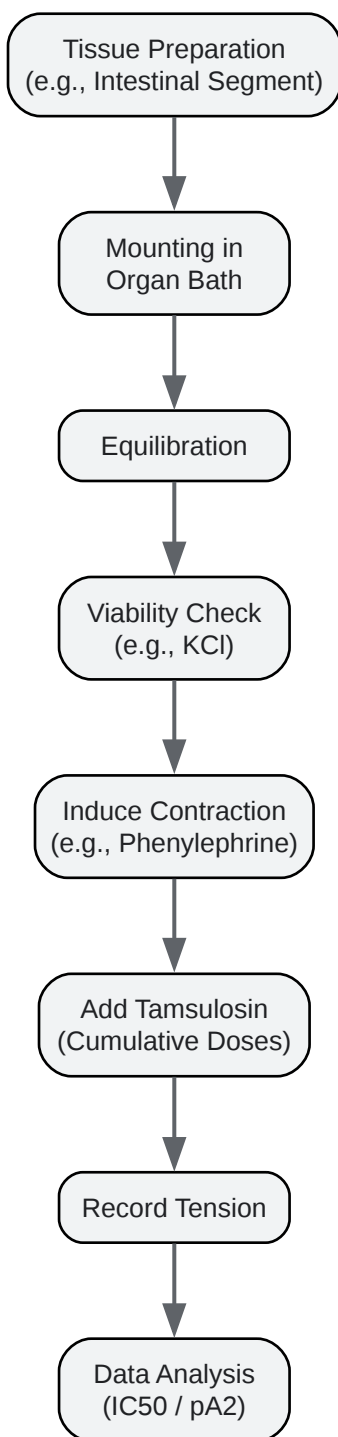 Tissue Preparation
(e.g., Intestinal Segment)
Mounting in
Organ Bath
Equilibration
Viability Check
(e.g., KCl)
Induce Contraction
(e.g., Phenylephrine)
Add Tamsulosin
(Cumulative Doses)
Record Tension
Data Analysis
(IC50 / pA2)